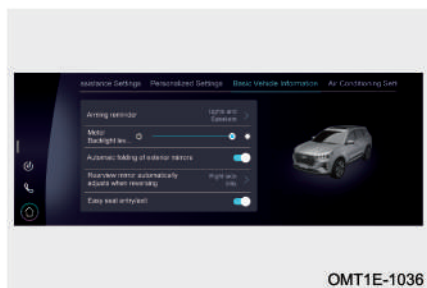 ssistance Settings Personalized Settings Basic Vehicle Information Air Conditioning Sett
Arming reminder
Lights and
Speakers
Meter
Backlight lev...
Automatic folding of exterior mirrors
Rearview mirror automatically
adjusts when reversing
Right side
only
Easy seat entry/exit
OMT1E-1036